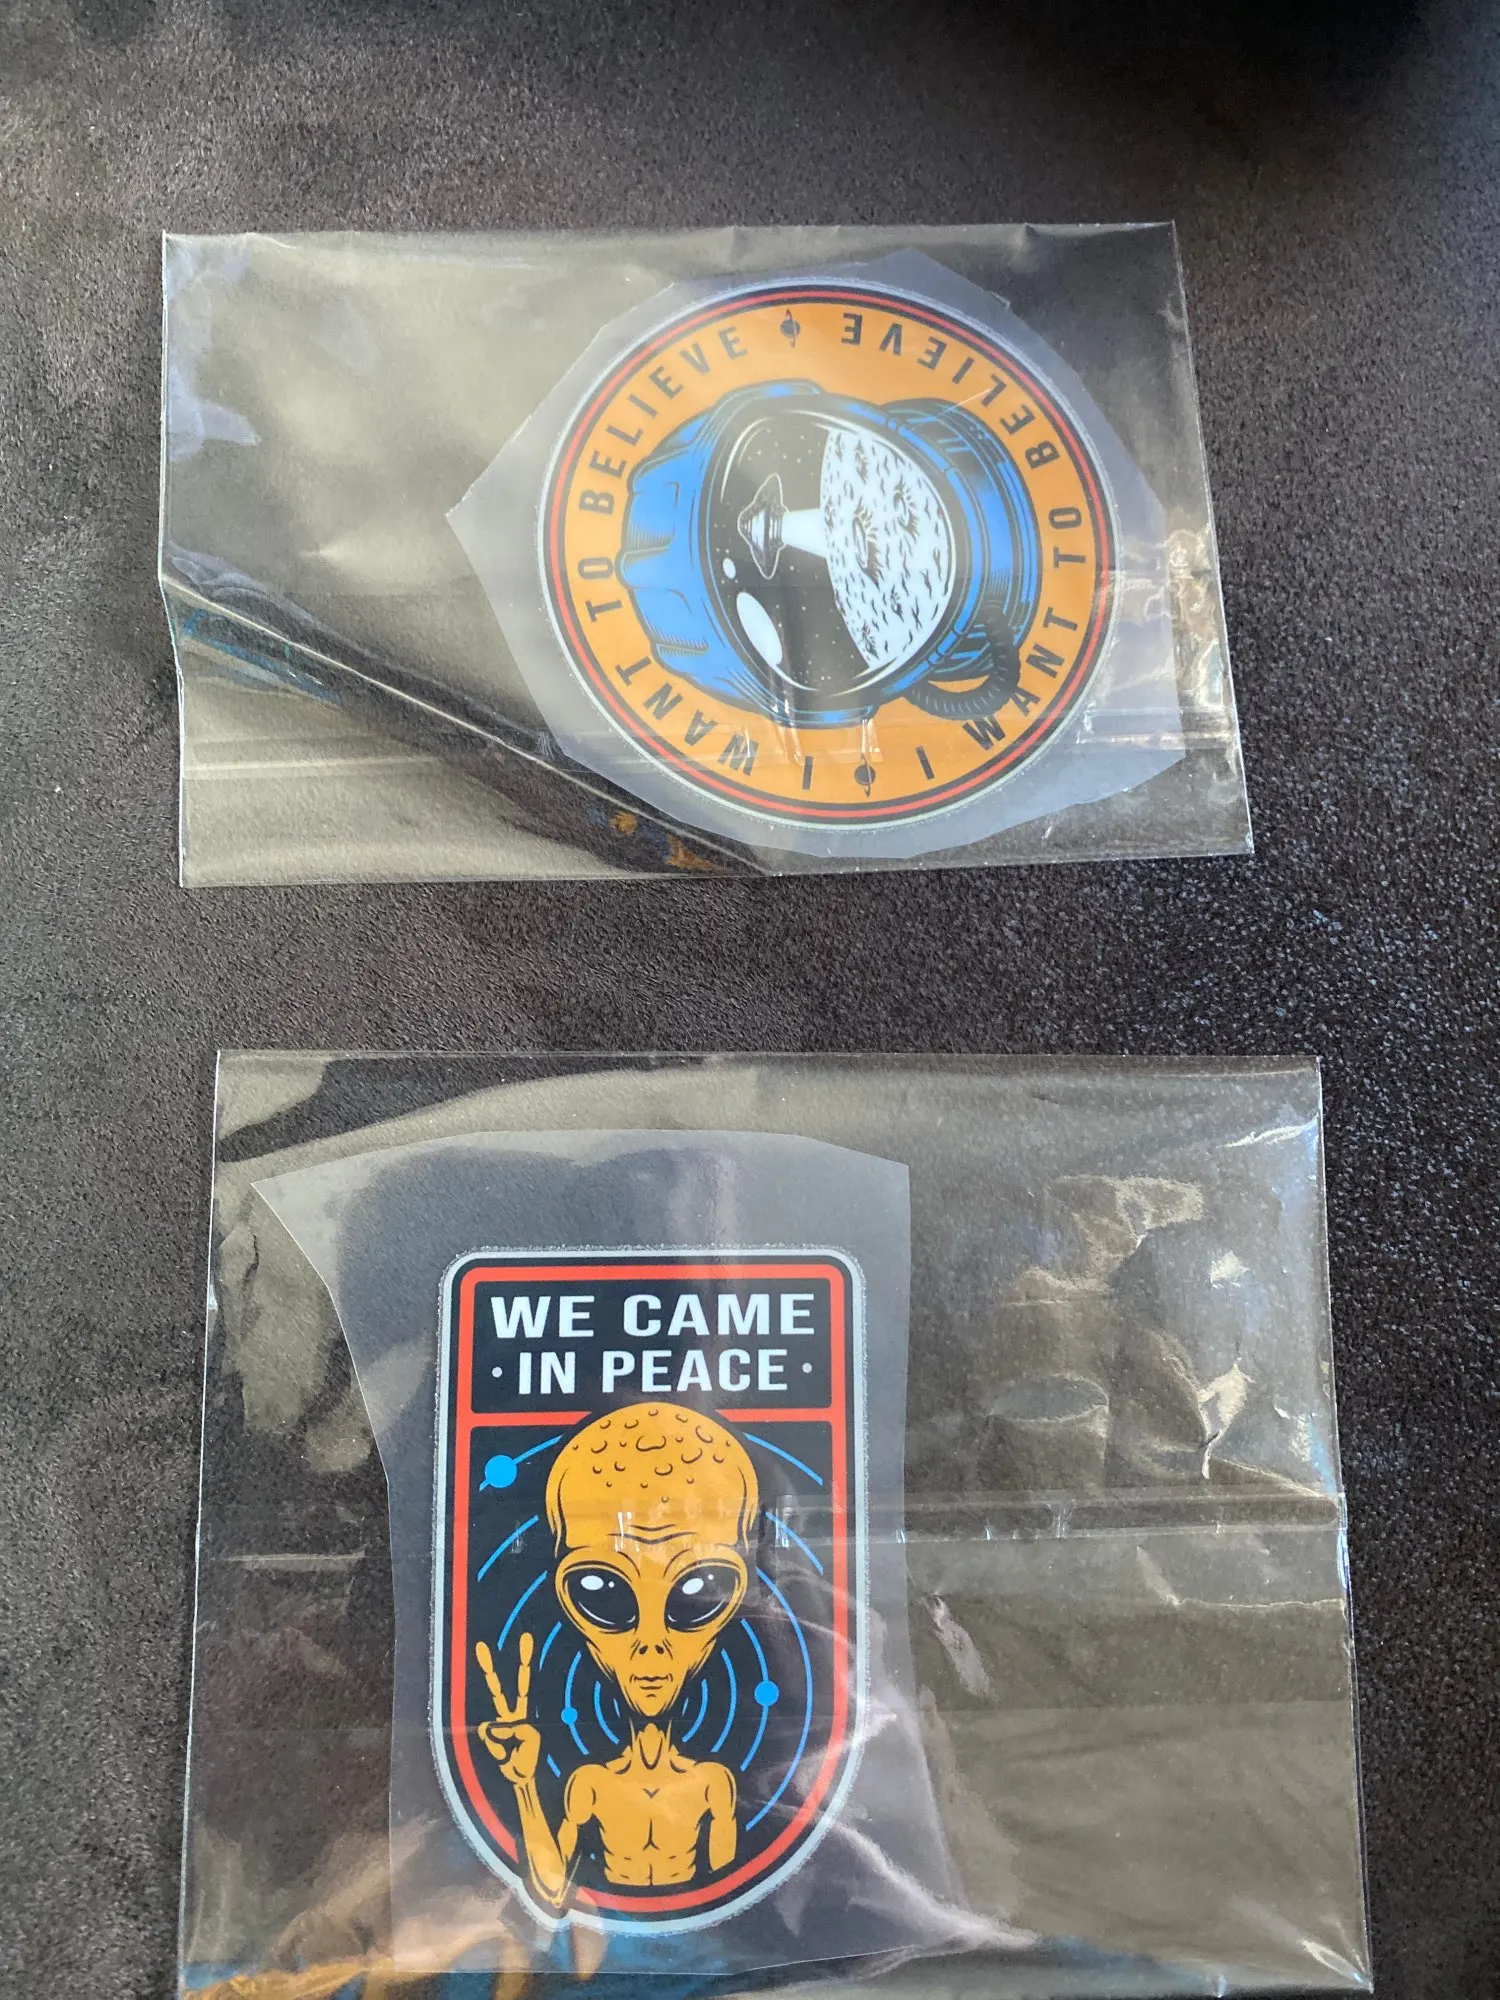 I WANT TO BELIEVE
I WANT TO BELIEVE
WE CAME
· IN PEACE ·